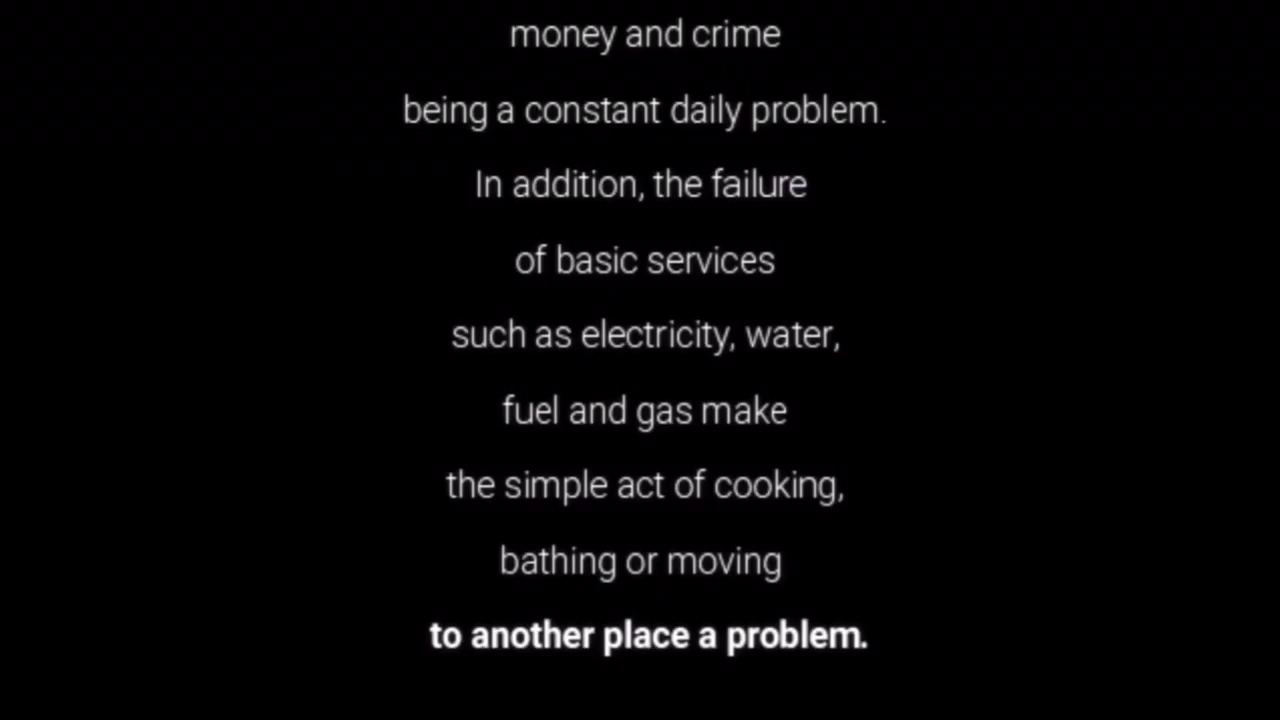 money and crime
being a constant daily problem.
In addition, the failure
of basic services
such as electricity, water,
fuel and gas make
the simple act of cooking,
bathing or moving
to another place a problem.